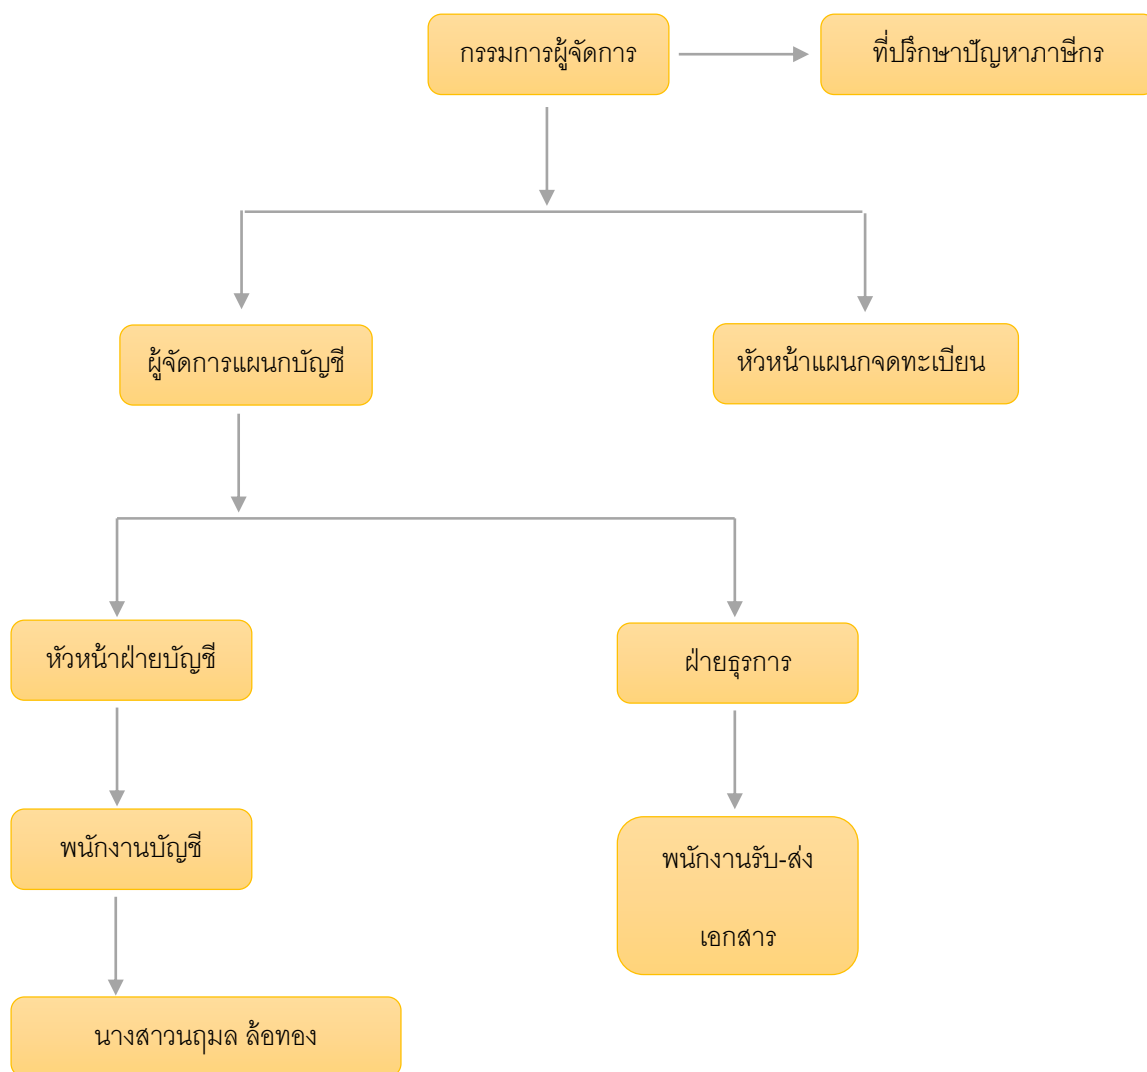 กรรมการผู้จัดการ
ที่ปรึกษาปัญหาภาษีกร
ผู้จัดการแผนกบัญชี
หัวหน้าแผนกจดทะเบียน
หัวหน้าฝ่ายบัญชี
ฝ่ายธุรการ
พนักงานบัญชี
พนักงานรับ-ส่ง
เอกสาร
นางสาวนฤมล ล้อทอง